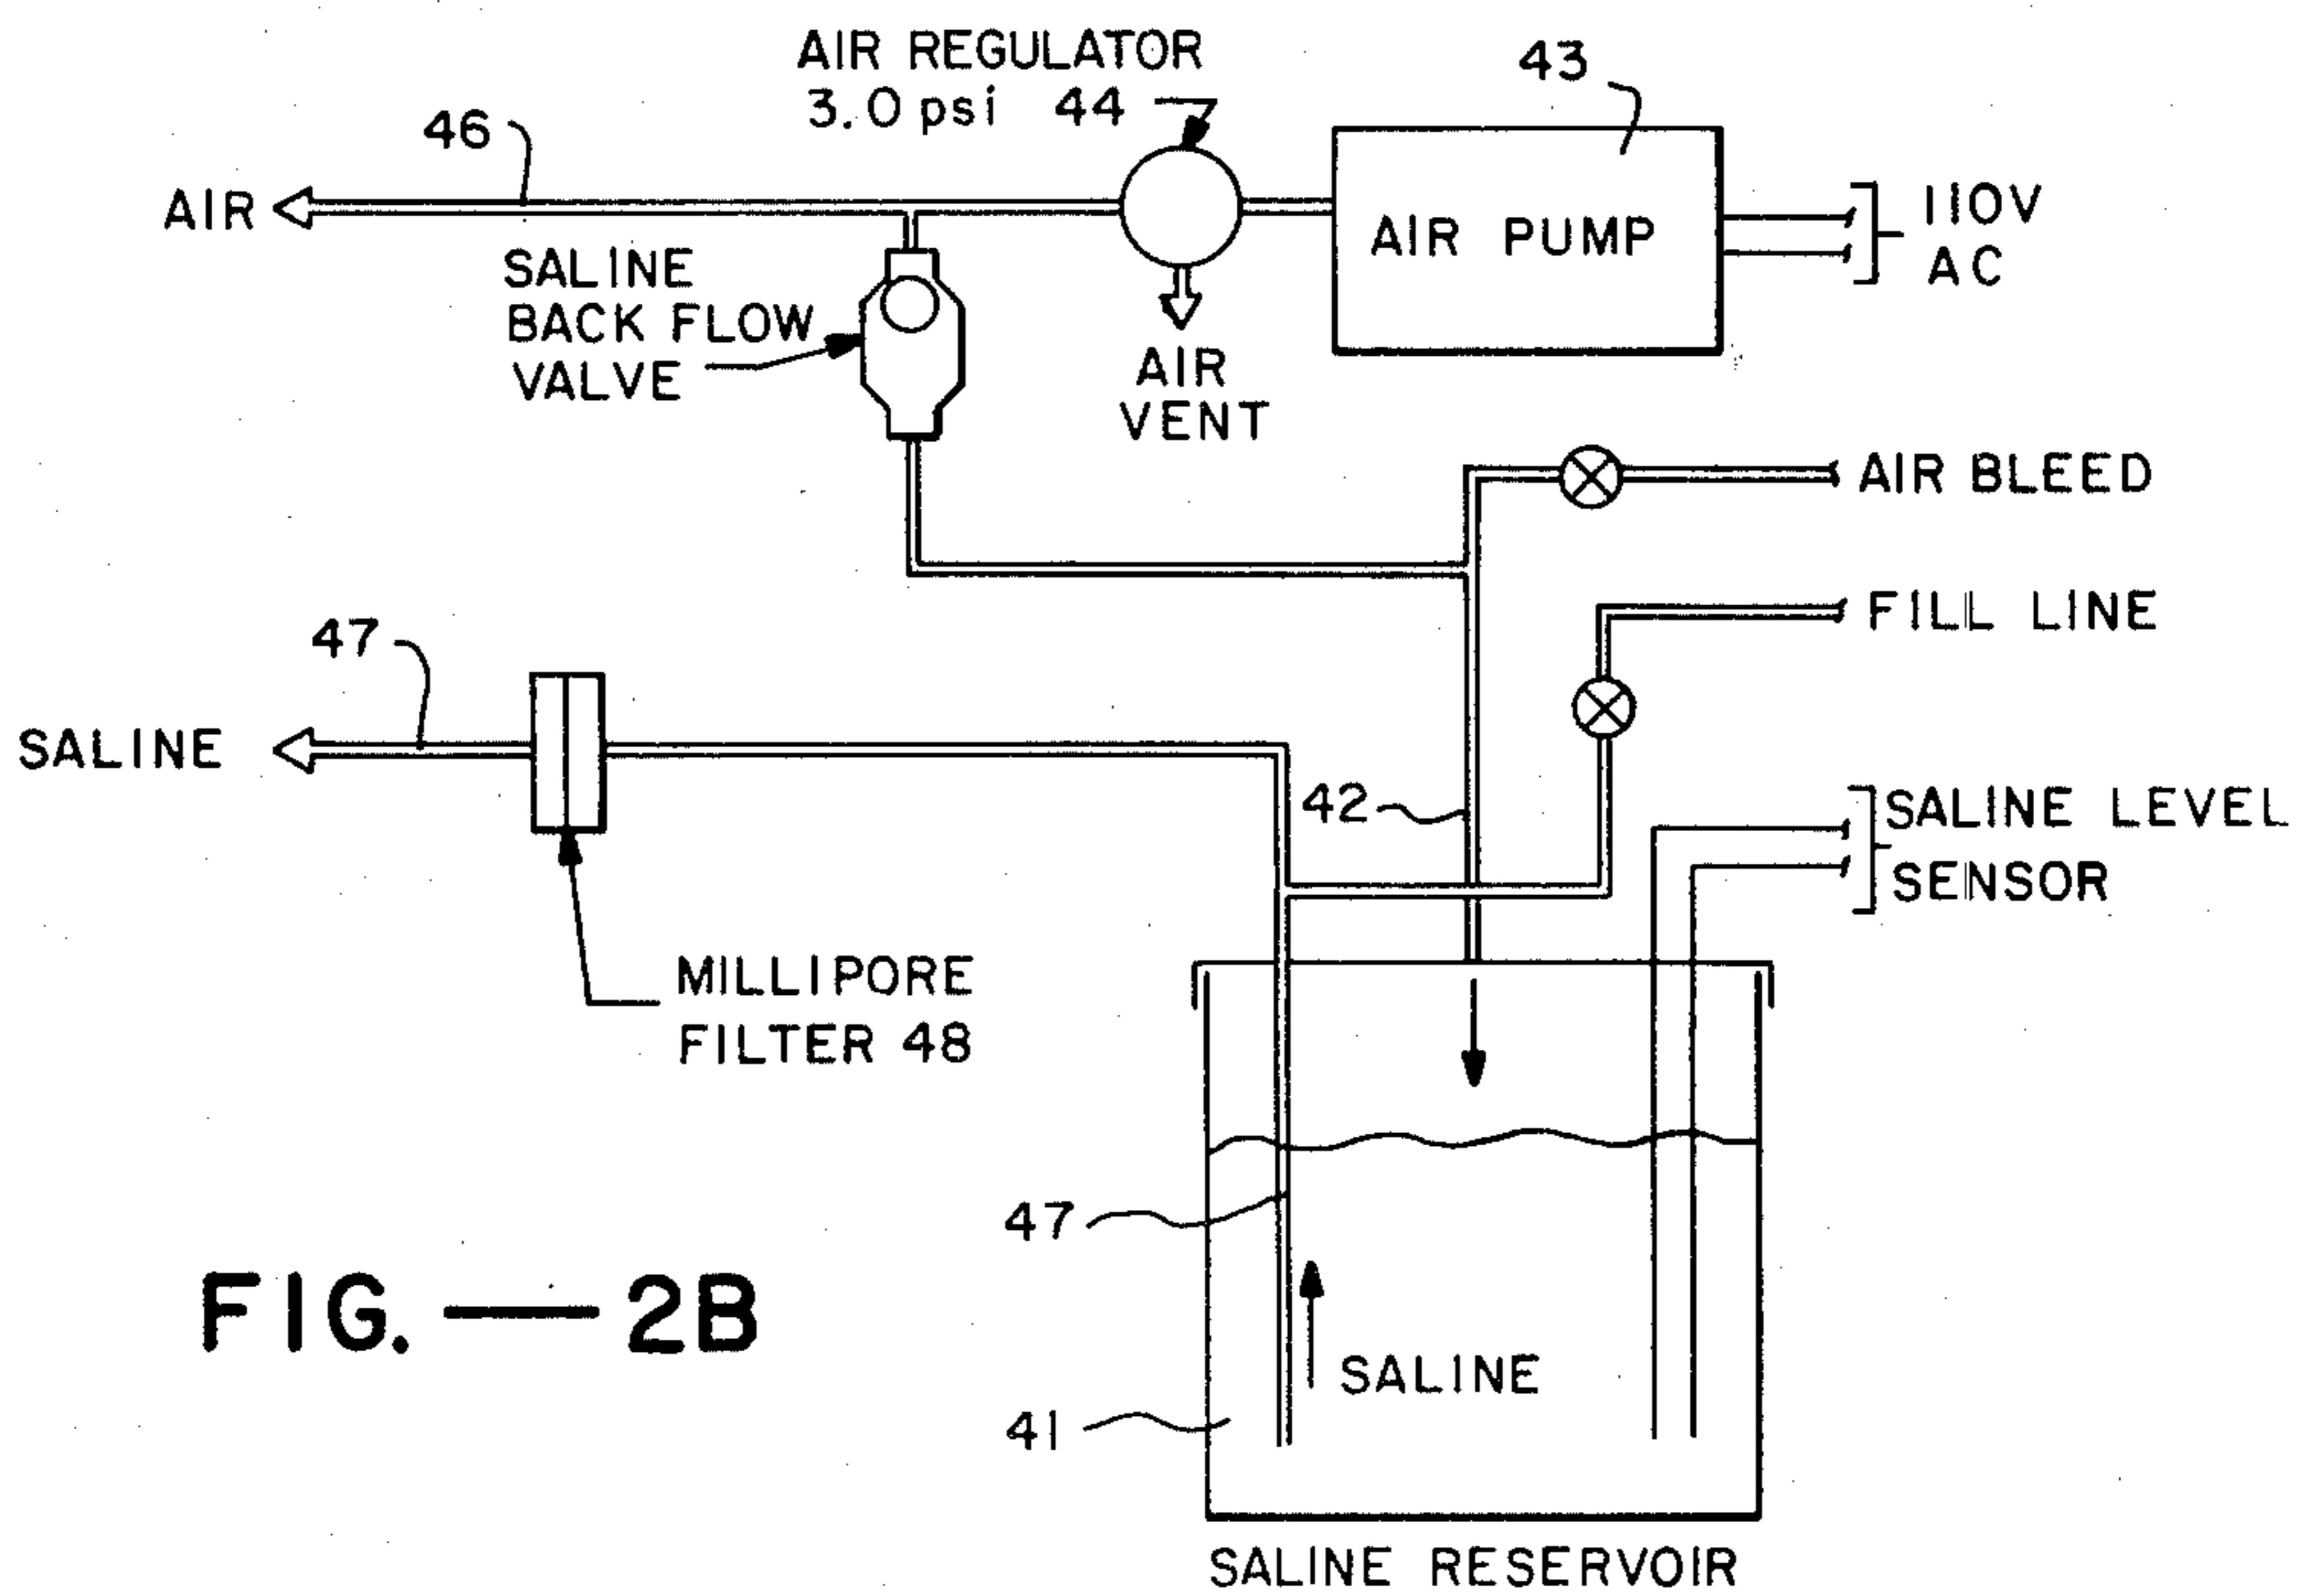 AIR REGULATOR
3.0 psi 44
43
46
AIR
AIR PUMP
110V
AC
SALINE
BACK FLOW
VALVE
AIR
VENT
AIR BLEED
FILL LINE
47
SALINE
42
SALINE LEVEL
SENSOR
MILLIPORE
FILTER 48
47
SALINE
41
FIG.—2B
SALINE RESERVOIR